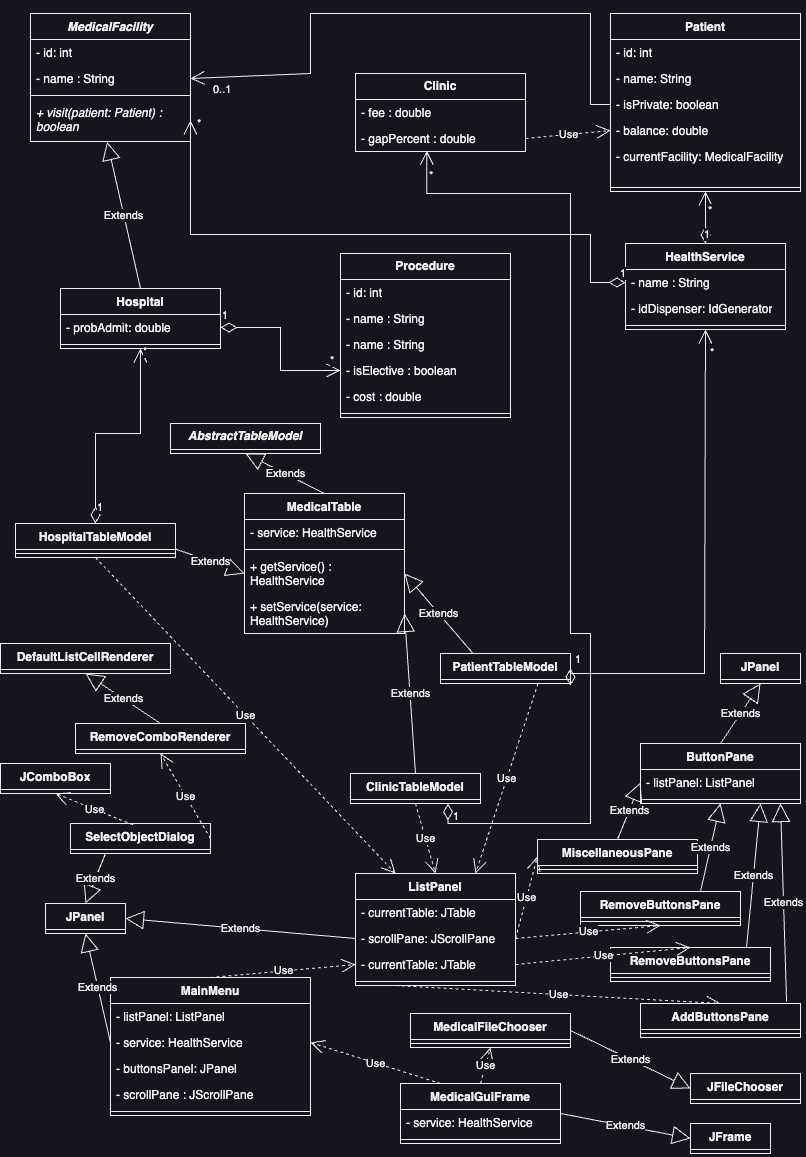 MedicalFacility
- id: int
- name : String
+ visit(patient: Patient) :
boolean
0..1
*
Patient
- id: int
- name: String
- isPrivate: boolean
- balance: double
- currentFacility: MedicalFacility
Clinic
- fee : double
- gapPercent : double
Use
*
*
1
Extends
HealthService
- name : String
- idDispenser: IdGenerator
1
*
Procedure
- id: int
- name : String
- name : String
- isElective : boolean
- cost : double
Hospital
- probAdmit: double
1
*
*
AbstractTableModel
Extends
MedicalTable
- service: HealthService
+ getService() :
HealthService
+ setService(service:
HealthService)
1
HospitalTableModel
Extends
Extends
PatientTableModel
1
DefaultListCellRenderer
Extends
RemoveComboRenderer
Use
Extends
JPanel
Extends
ButtonPane
- listPanel: ListPanel
JComboBox
Use
Use
SelectObjectDialog
ClinicTableModel
1
Use
Use
Extends
MiscellaneousPane
Extends
Extends
Extends
Extends
JPanel
Extends
ListPanel
- currentTable: JTable
- scrollPane: JScrollPane
- currentTable: JTable
Use
RemoveButtonsPane
Use
Use
RemoveButtonsPane
Use
Use
AddButtonsPane
Extends
MainMenu
- listPanel: ListPanel
- service: HealthService
- buttonsPanel: JPanel
- scrollPane : JScrollPane
MedicalFileChooser
Extends
JFileChooser
Use
Use
MedicalGuiFrame
- service: HealthService
Extends
JFrame